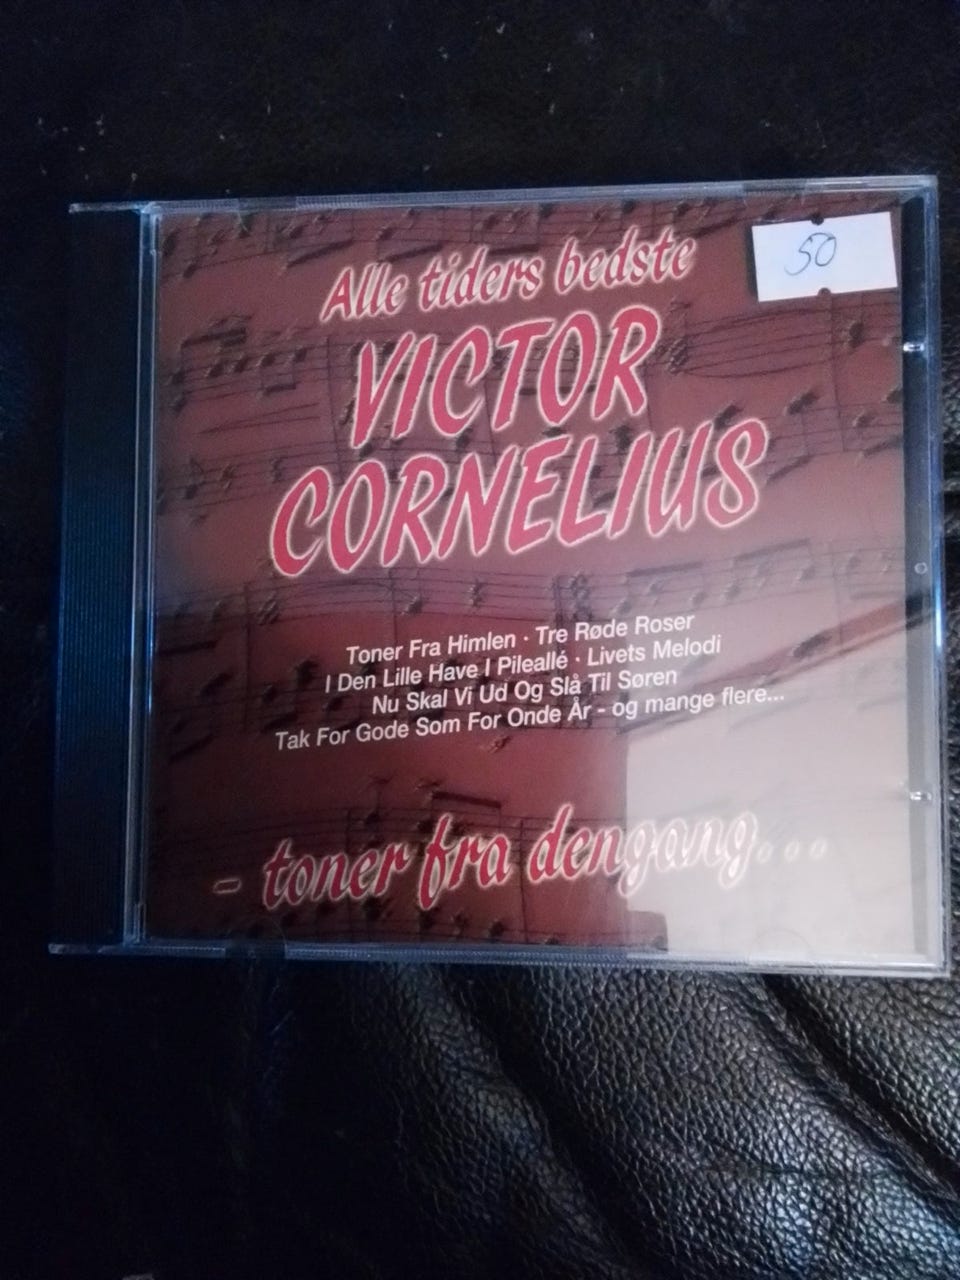 50
Alle tiders bedste
VICTOR
CORNELIUS
Toner Fra Himlen · Tre Røde Roser
I Den Lille Have I Pileallé · Livets Melodi
Nu Skal Vi Ud Og Slå Til Søren
Tak For Gode Som For Onde År - og mange flere...
- toner fra dengang...